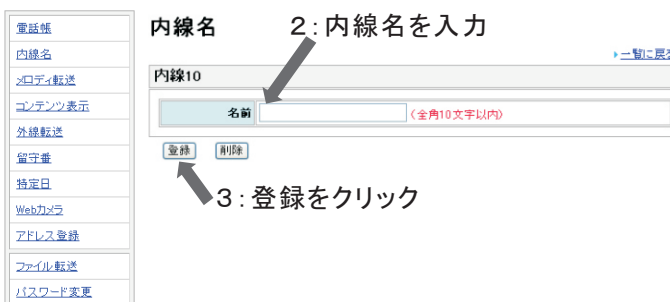 電話帳
内線名
メロディ転送
コンテンツ表示
外線転送
留守番
特定日
Webカメラ
アドレス登録
ファイル転送
パスワード変更
内線名
2:内線名を入力
一覧に戻る
内線10
名前
(全角10文字以内)
登録 削除
3:登録をクリック